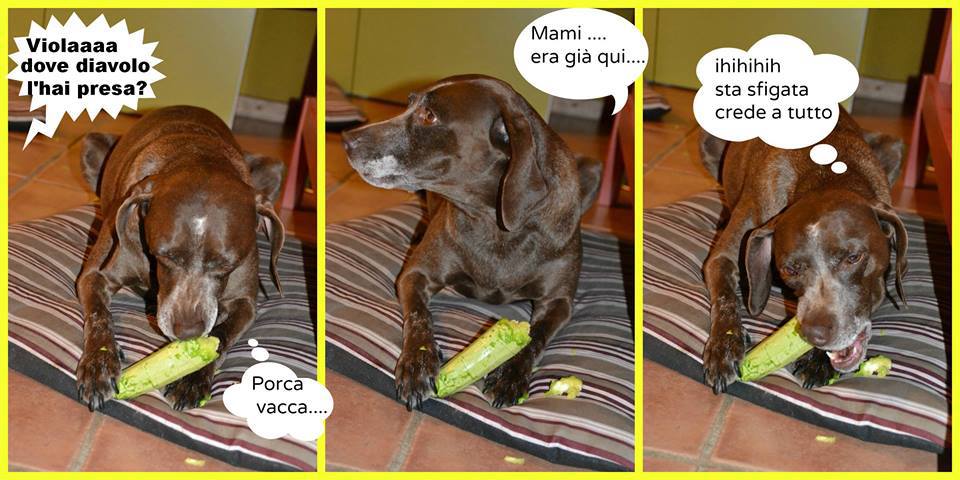 Violaaaa
dove diavolo
l'hai presa?
Porca
vacca....
Mami ....
era già qui....
ihihihih
sta sfigata
crede a tutto